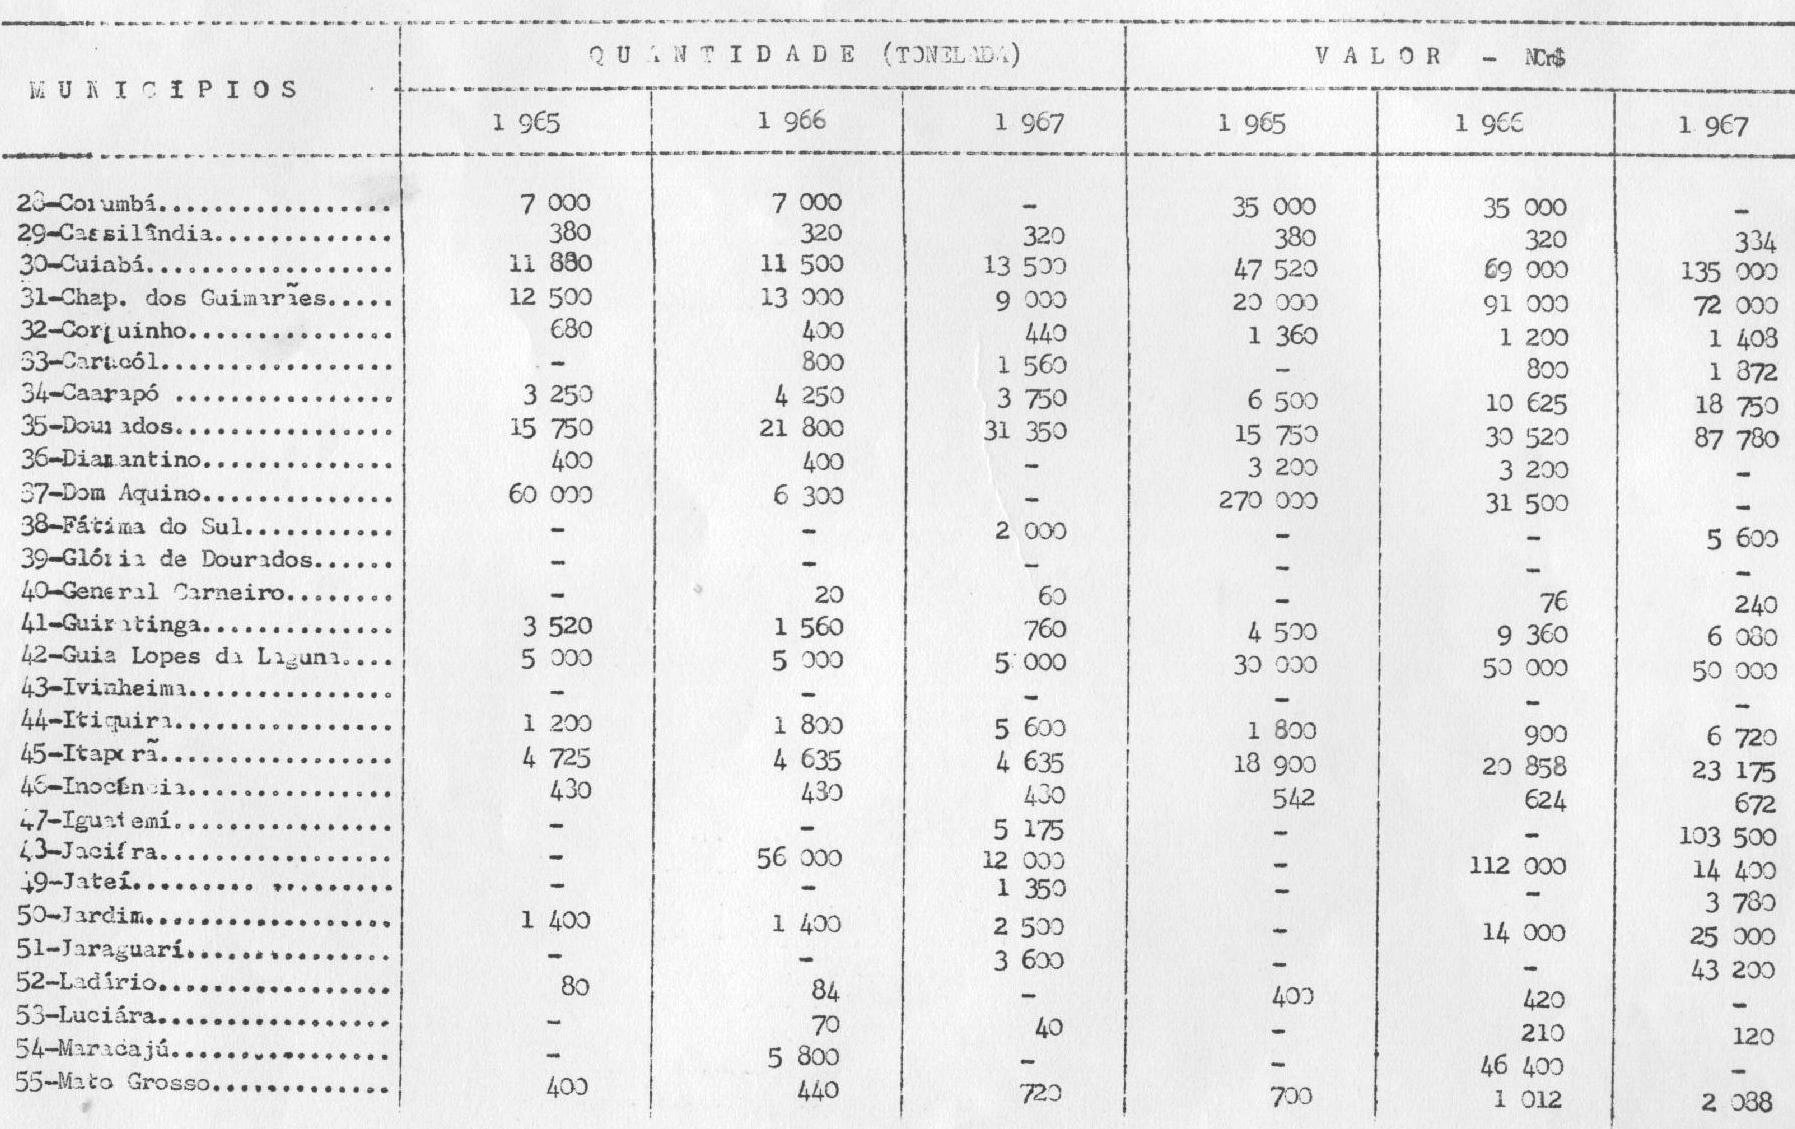 MUNICÍPIOS QUANTIDADE (TONELADA) VALOR - NCr$
1 965 1 966 1 967 1 965 1 966 1 967
28-Corumbá................. 7 000 7 000 - 35 000 35 000 -
29-Cassilândia............. 380 320 320 380 320 334
30-Cuiabá.................. 11 880 11 500 13 500 47 520 69 000 135 000
31-Chap. dos Guimarães..... 12 500 13 000 9 000 20 000 91 000 72 000
32-Corguinho............... 680 400 440 1 360 1 200 1 408
33-Caracól................. - 800 1 560 - 800 1 872
34-Caarapó ................ 3 250 4 250 3 750 6 500 10 625 18 750
35-Dourados................ 15 750 21 800 31 350 15 750 30 520 87 780
36-Diamantino.............. 400 400 - 3 200 3 200 -
37-Dom Aquino.............. 60 000 6 300 - 270 000 31 500 -
38-Fátima do Sul........... - - 2 000 - - 5 600
39-Glória de Dourados...... - - - - - -
40-General Carneiro........ - 20 60 - 76 240
41-Guiratinga.............. 3 520 1 560 760 4 500 9 360 6 080
42-Guia Lopes da Laguna.... 5 000 5 000 5 000 30 000 50 000 50 000
43-Ivinheima............... - - - - - -
44-Itiquira................ 1 200 1 800 5 600 1 800 900 6 720
45-Itaporã................. 4 725 4 635 4 635 18 900 20 858 23 175
46-Inocência............... 430 430 430 542 624 672
47-Iguatemí................ - - 5 175 - - 103 500
48-Jaciára................. - 56 000 12 000 - 112 000 14 400
49-Jateí......... ......... - - 1 350 - - 3 780
50-Jardim.................. 1 400 1 400 2 500 - 14 000 25 000
51-Jaraguarí............... - - 3 600 - - 43 200
52-Ladário................. 80 84 - 400 420 -
53-Luciára................. - 70 40 - 210 120
54-Maracajú................ - 5 800 - - 46 400 -
55-Mato Grosso............. 400 440 720 700 1 012 2 088